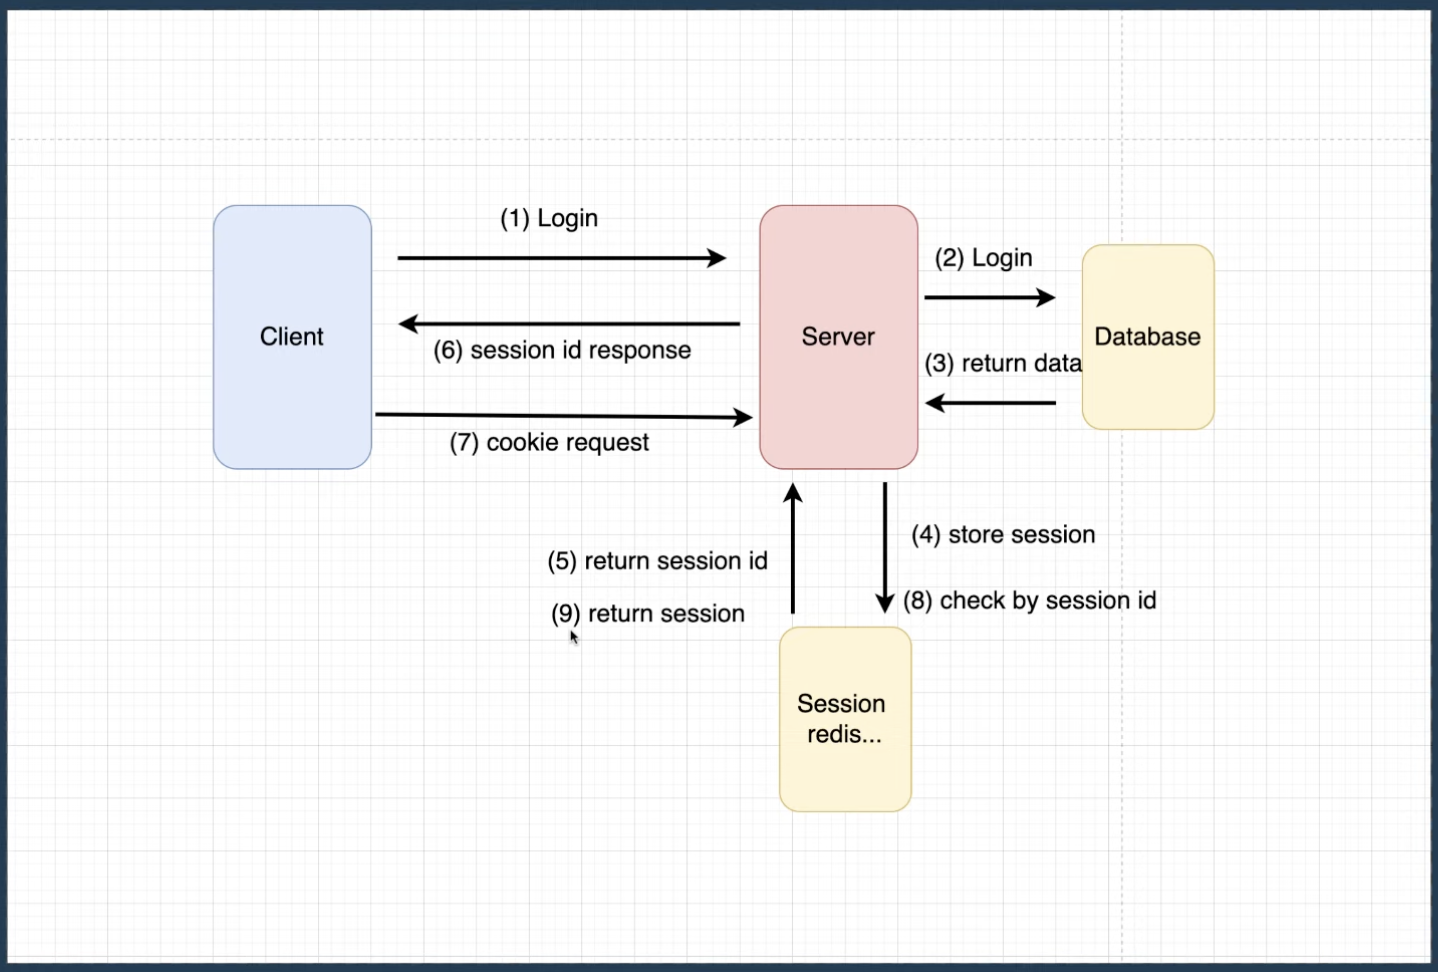 (1) Login
(2) Login
Client
(6) session id response
Server
Database
(3) return data
(7) cookie request
(4) store session
(5) return session id
(8) check by session id
(9) return session
Session
redis...